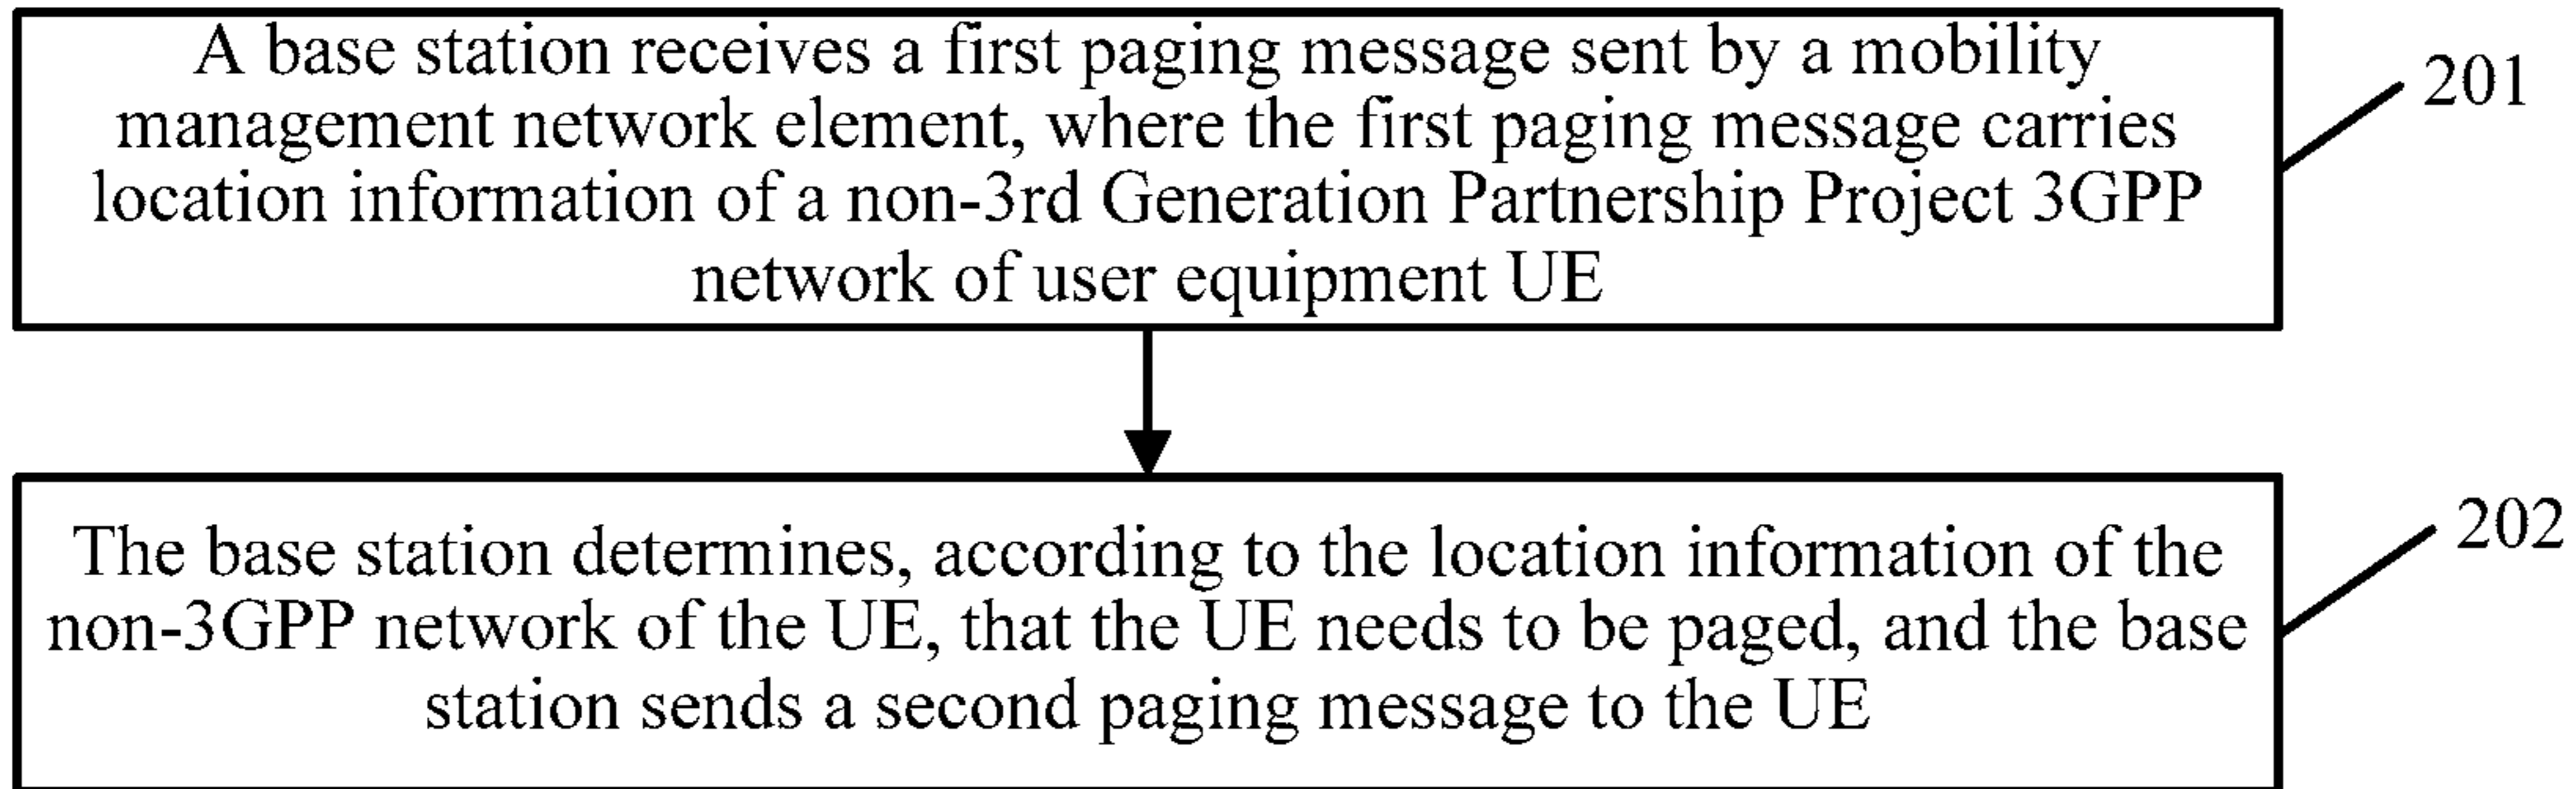 A base station receives a first paging message sent by a mobility
management network element, where the first paging message carries
location information of a non-3rd Generation Partnership Project 3GPP
network of user equipment UE
201
The base station determines, according to the location information of the
non-3GPP network of the UE, that the UE needs to be paged, and the base
station sends a second paging message to the UE
202